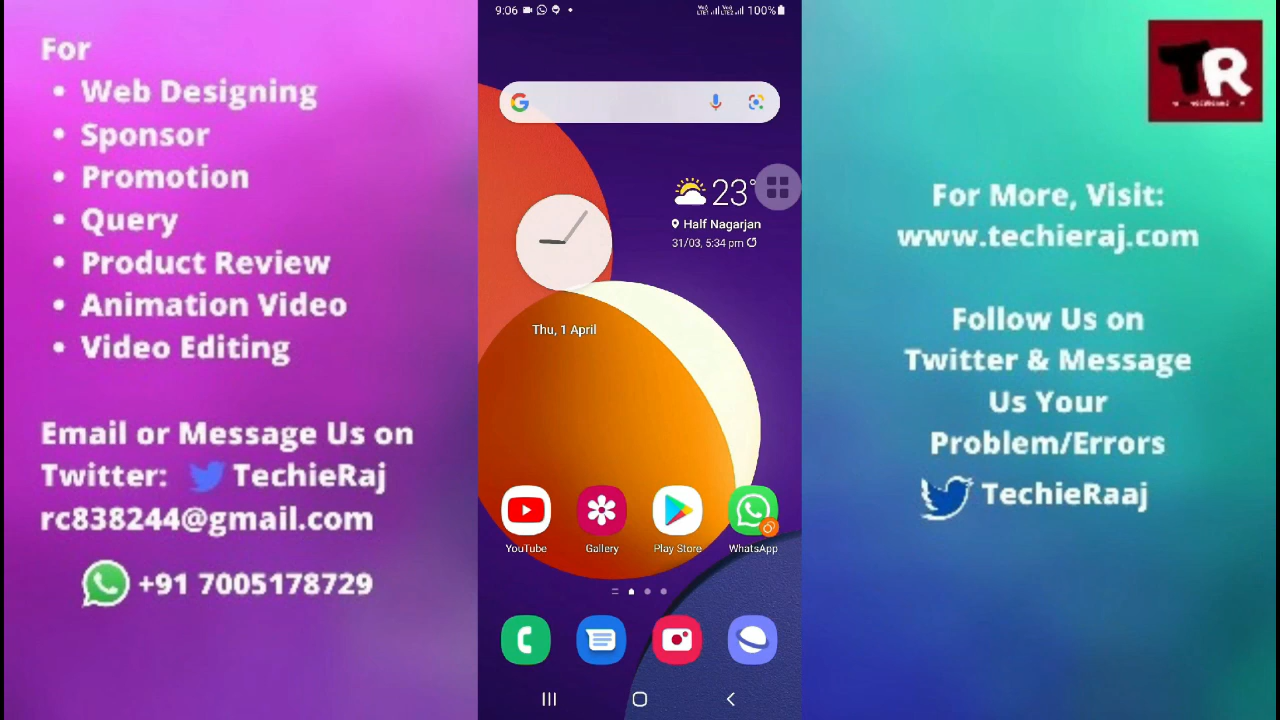 For
• Web Designing
• Sponsor
• Promotion
• Query
• Product Review
• Animation Video
• Video Editing
Email or Message Us on
Twitter: TechieRaj
rc838244@gmail.com
+91 7005178729
9:06
100%
G
23°
Half Nagarjan
31/03, 5:34 pm
Thu, 1 April
YouTube
Gallery
Play Store
WhatsApp
TR
For More, Visit:
www.techieraj.com
Follow Us on
Twitter & Message
Us Your
Problem/Errors
TechieRaaj